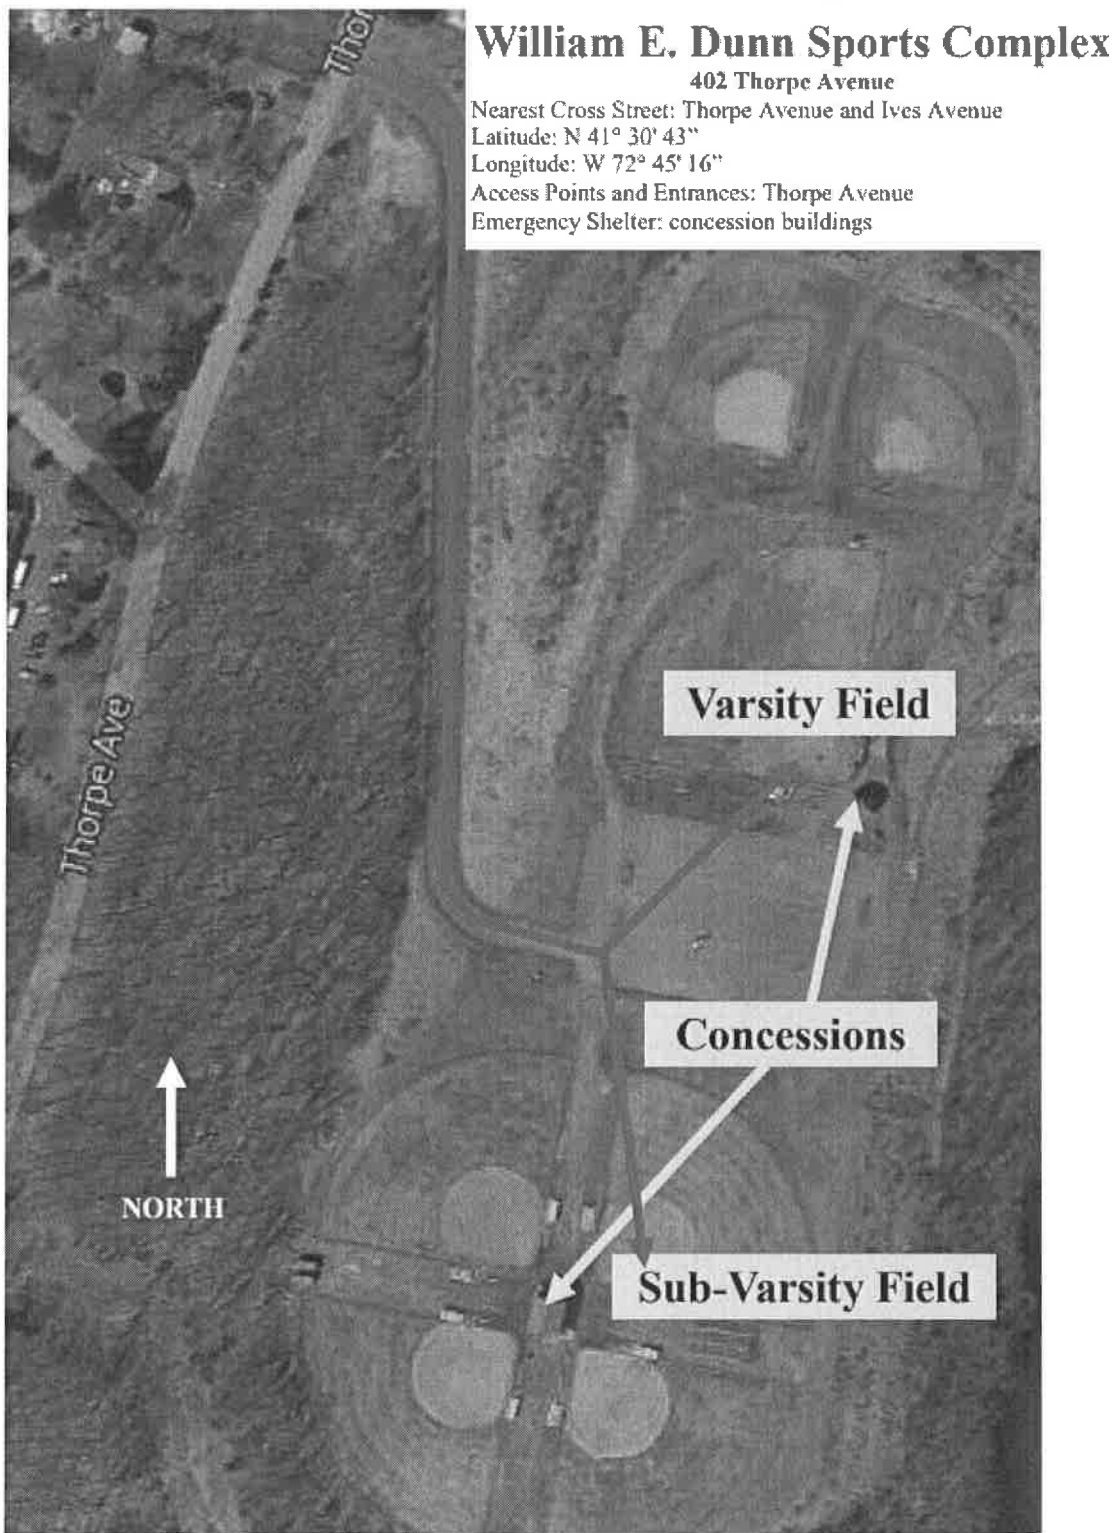 William E. Dunn Sports Complex
402 Thorpe Avenue
Nearest Cross Street: Thorpe Avenue and Ives Avenue
Latitude: N 41° 30' 43"
Longitude: W 72° 45' 16"
Access Points and Entrances: Thorpe Avenue
Emergency Shelter: concession buildings
Thor
Varsity Field
Thorpe Ave
Concessions
NORTH
Sub-Varsity Field